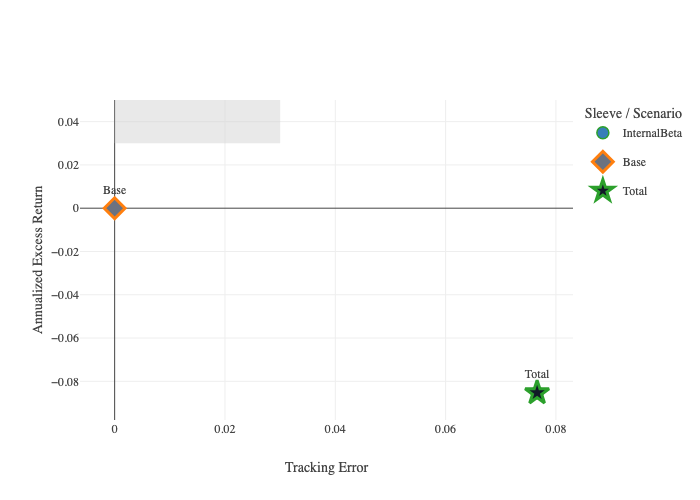 Sleeve / Scenario
InternalBeta
Base
Total
0.04
0.02
0
−0.02
−0.04
−0.06
−0.08
Annualized Excess Return
Base
Total
0
0.02
0.04
0.06
0.08
Tracking Error